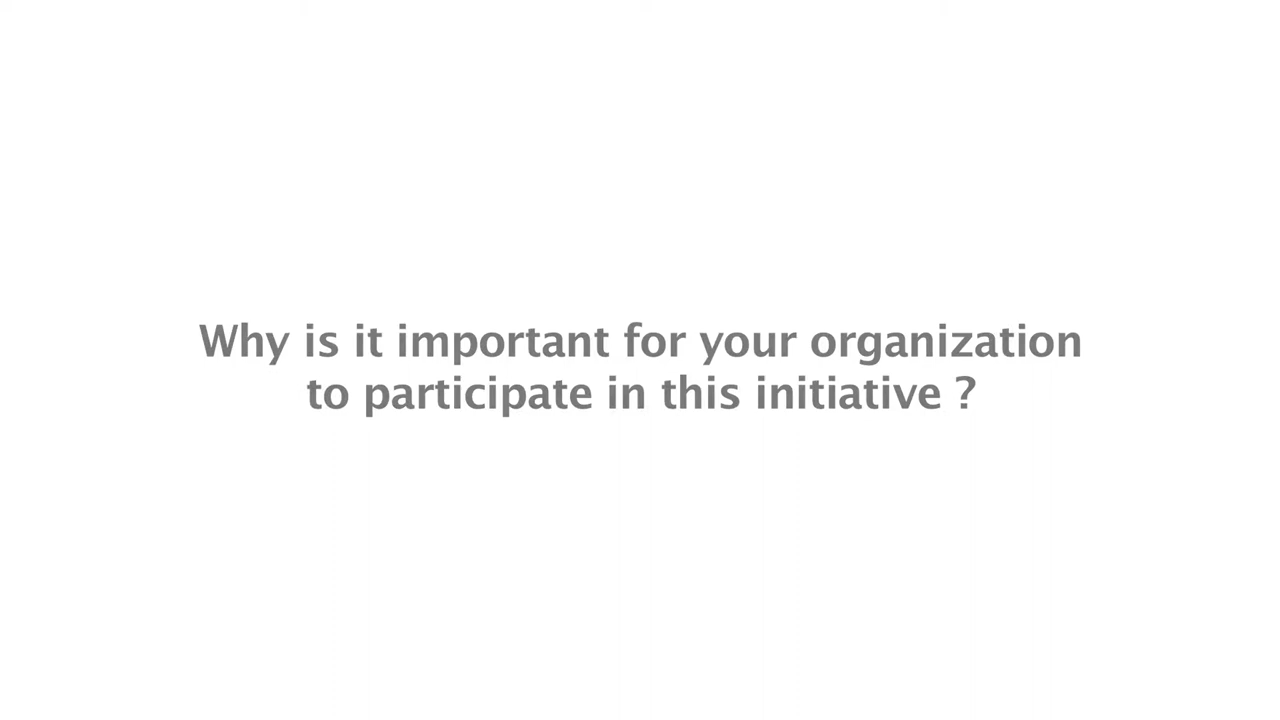 Why is it important for your organization
to participate in this initiative ?